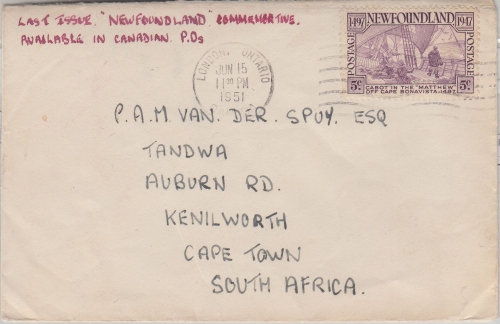 LAST ISSUE, "NEWFOUNDLAND" COMMEMORATIVE.
AVAILABLE IN CANADIAN P.Os
LONDON, ONTARIO
JUN 15
11 PM
1951
1497 NEWFOUNDLAND 1947
POSTAGE
POSTAGE
5c. 5c.
CABOT IN THE "MATTHEW"
OFF CAPE BONAVISTA·1497
P.A.M. VAN. DER. SPUY. ESQ
TANDWA
AUBURN RD.
KENILWORTH
CAPE TOWN
SOUTH AFRICA.